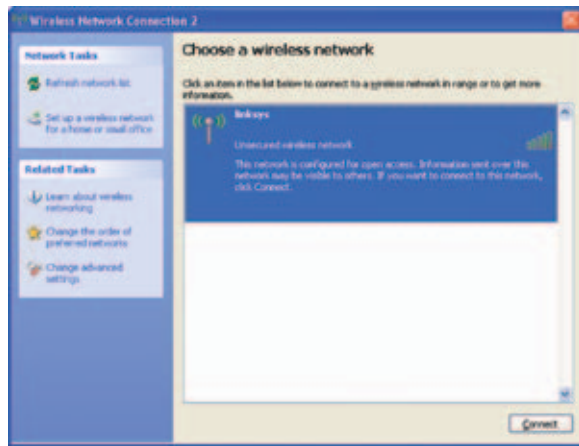 Wireless Network Connection 2
Network Tasks
Refresh network list
Set up a wireless network
for a home or small office
Related Tasks
Learn about wireless
networking
Change the order of
preferred networks
Change advanced
settings
Choose a wireless network
Click an item in the list below to connect to a wireless network in range or to get more
information.
linksys
Unsecured wireless network
This network is configured for open access. Information sent over this
network may be visible to others. If you want to connect to this network,
click Connect.
Connect